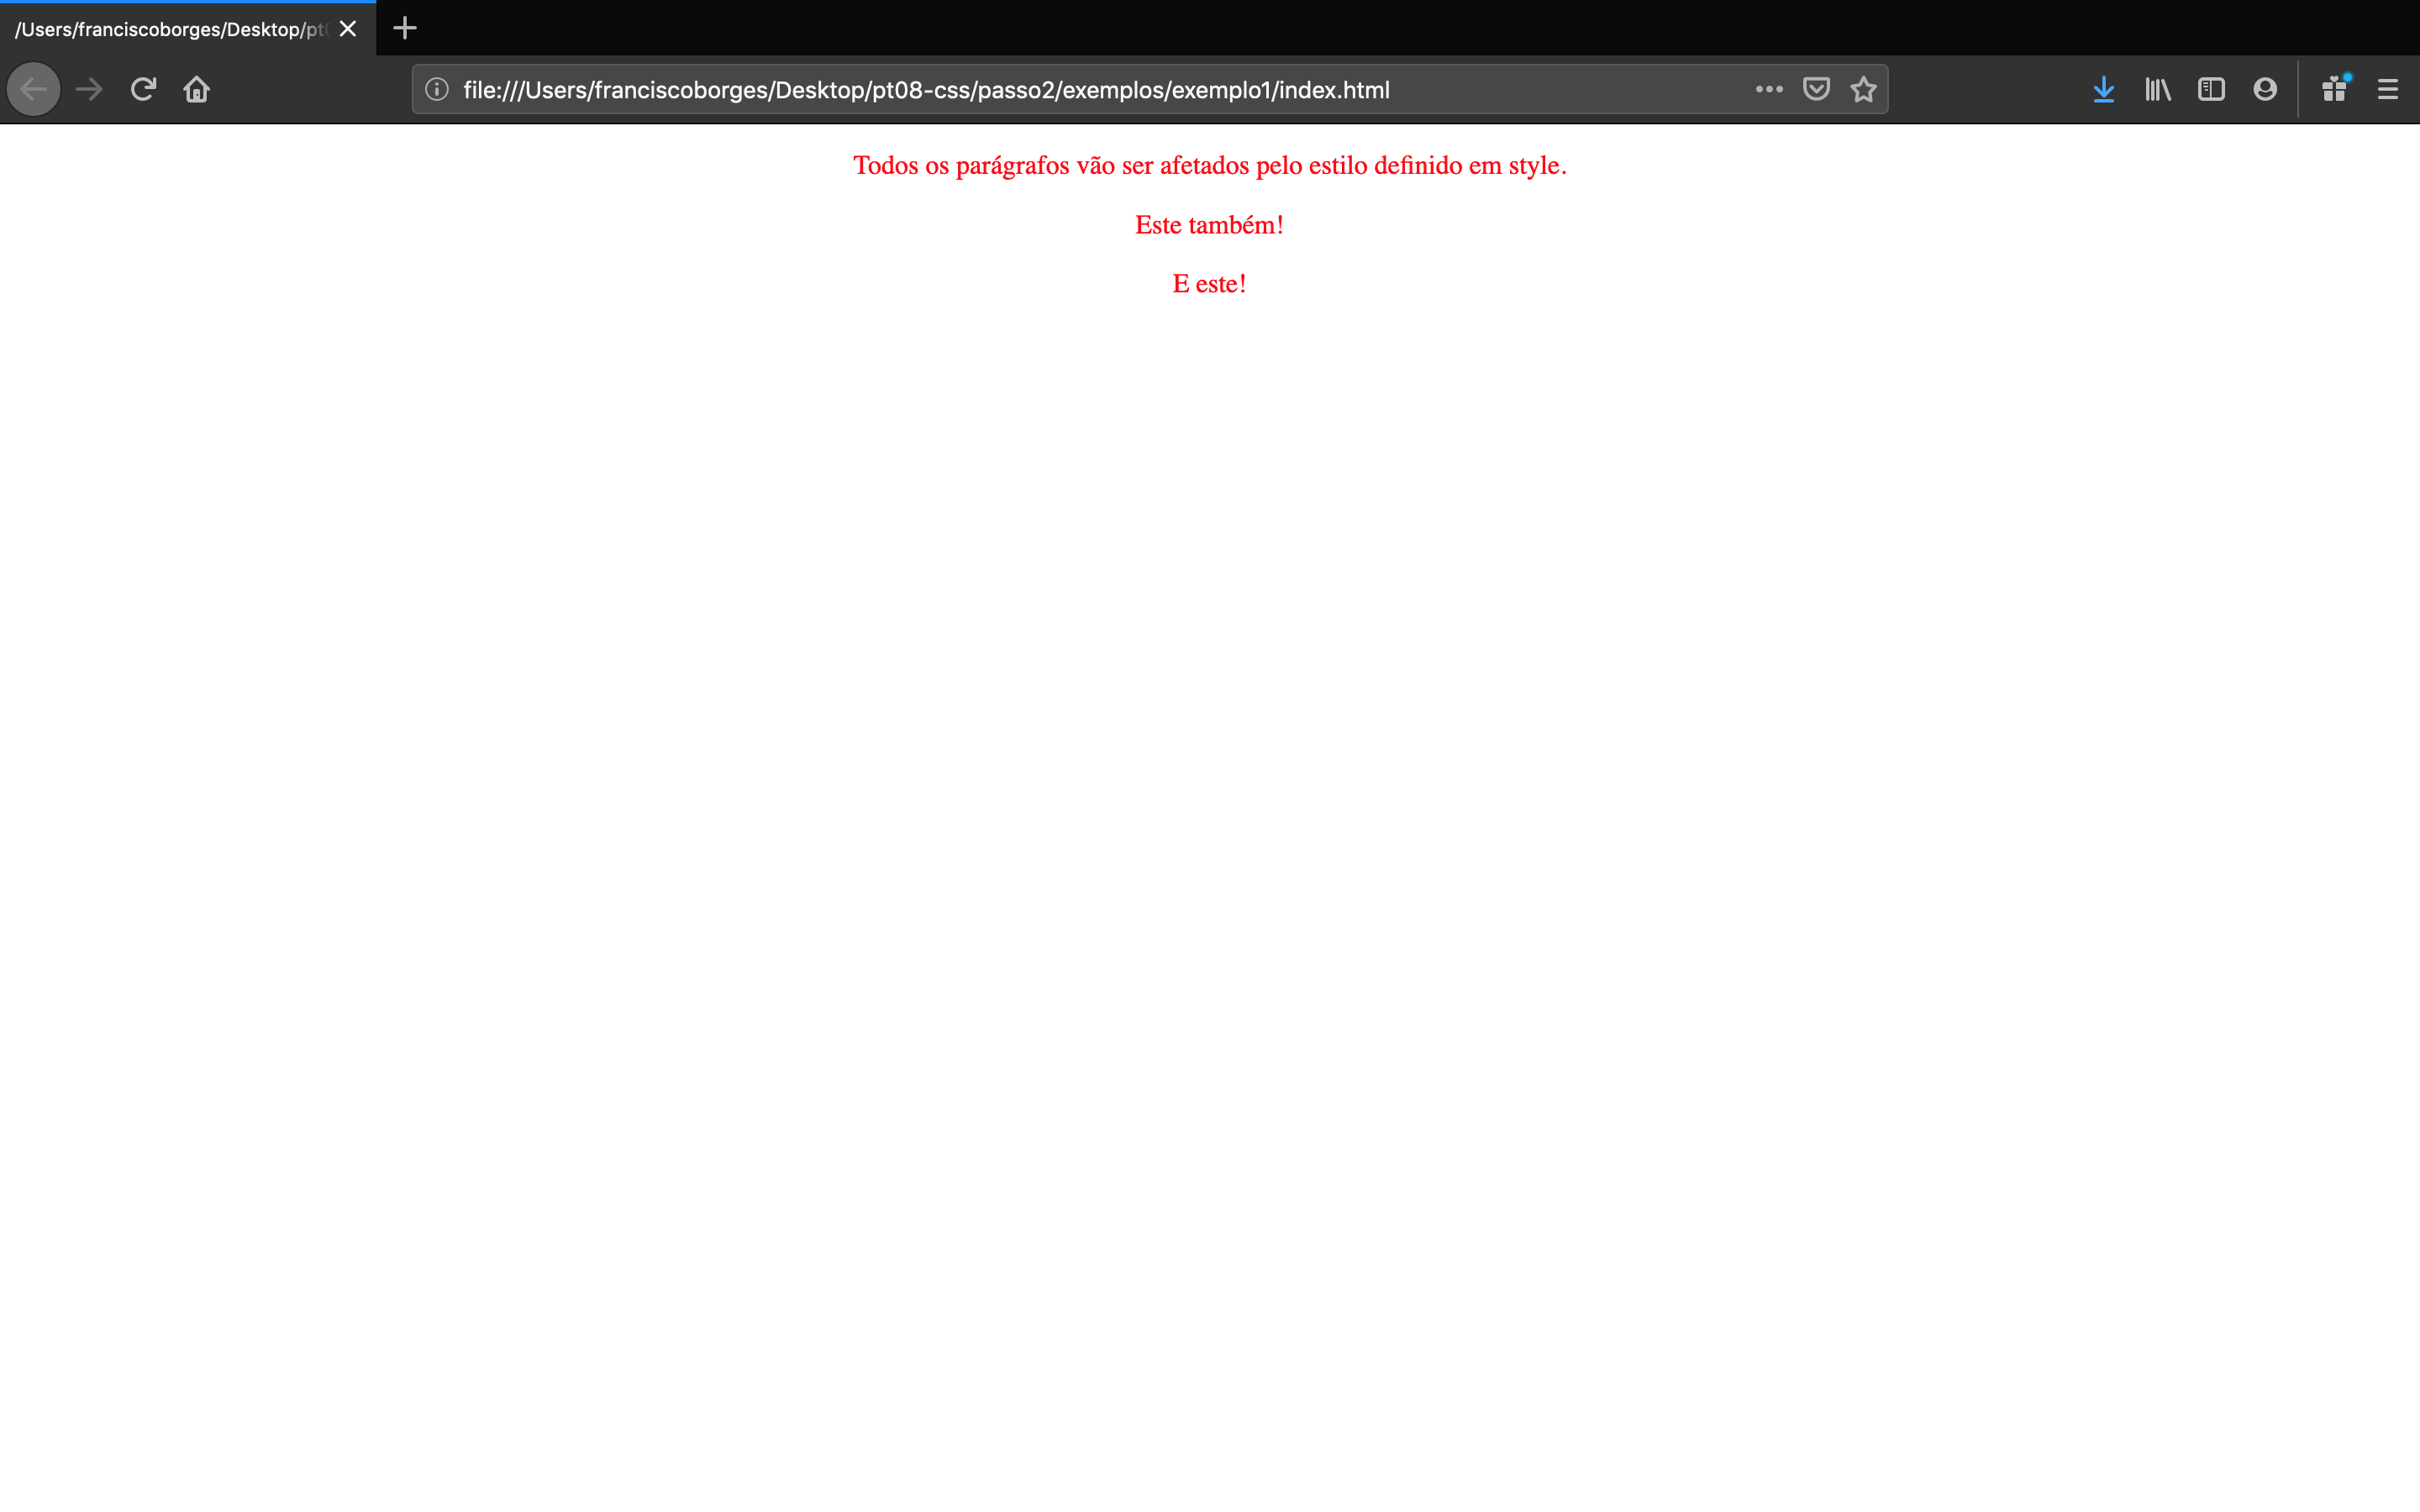 /Users/franciscoborges/Desktop/pt
file:///Users/franciscoborges/Desktop/pt08-css/passo2/exemplos/exemplo1/index.html
Todos os parágrafos vão ser afetados pelo estilo definido em style.
Este também!
E este!